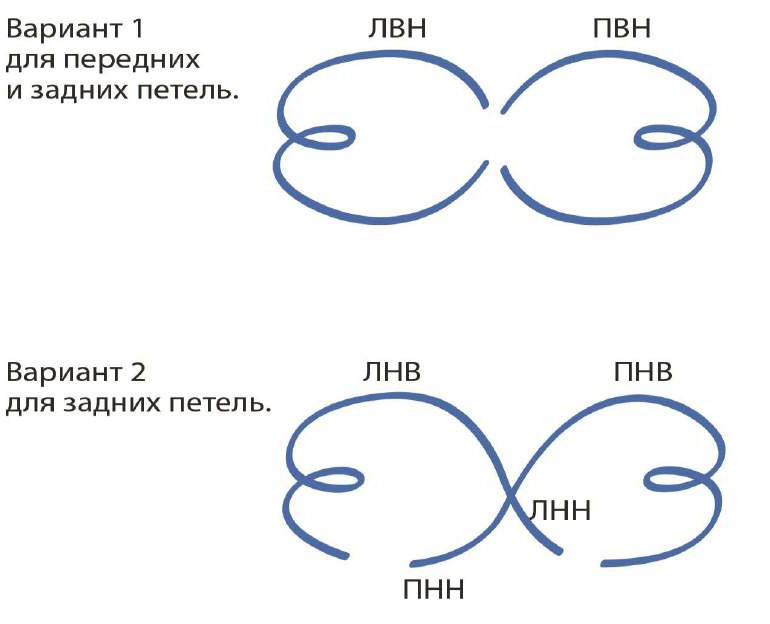 Вариант 1
для передних
и задних петель.
ЛВН
ПВН
Вариант 2
для задних петель.
ЛНВ
ПНВ
ЛНН
ПНН